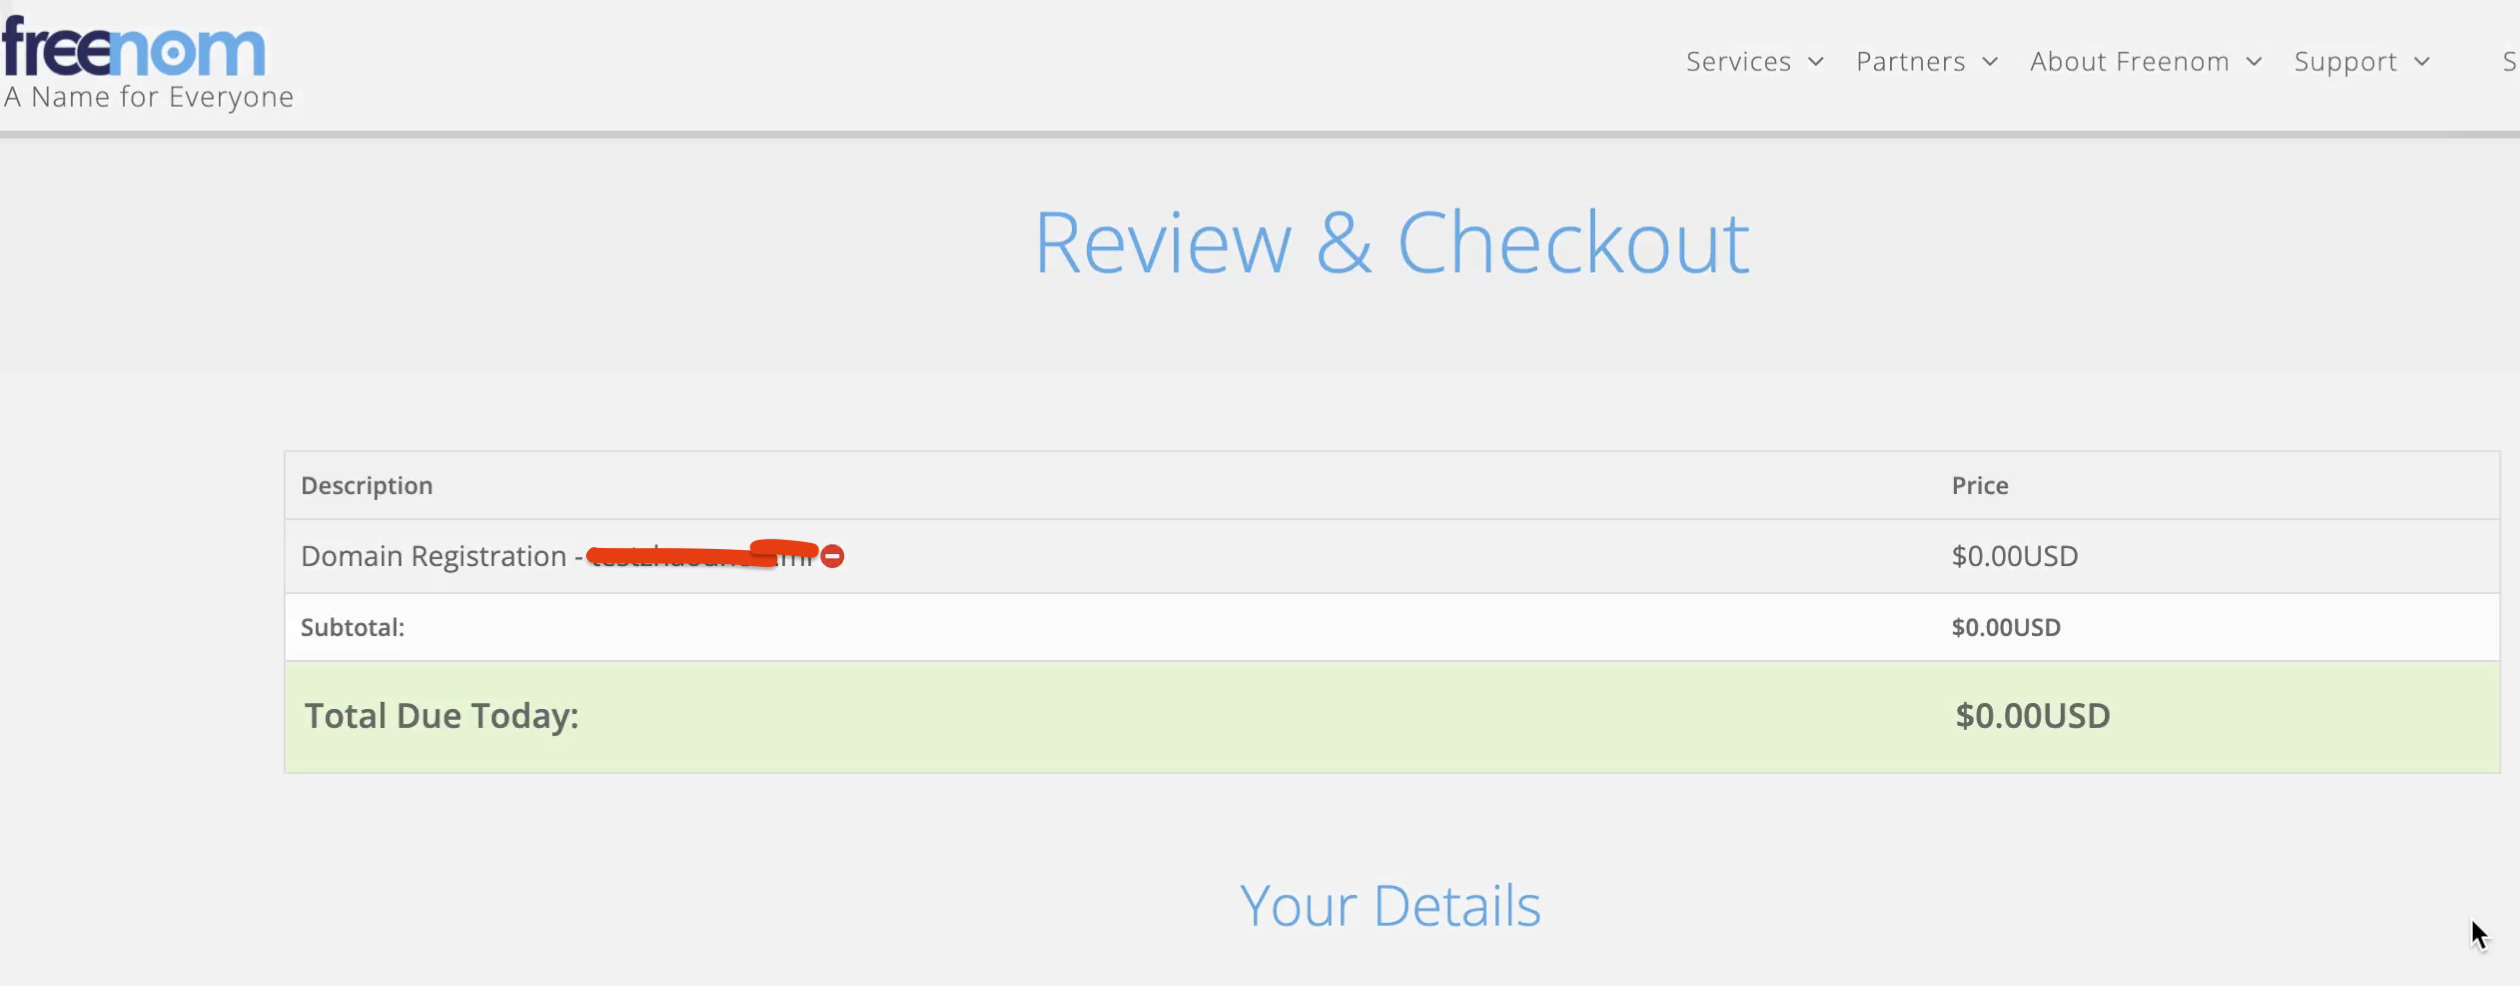 freenom
A Name for Everyone
Services Partners About Freenom Support S
Review & Checkout
Description Price
Domain Registration - $0.00USD
Subtotal: $0.00USD
Total Due Today: $0.00USD
Your Details